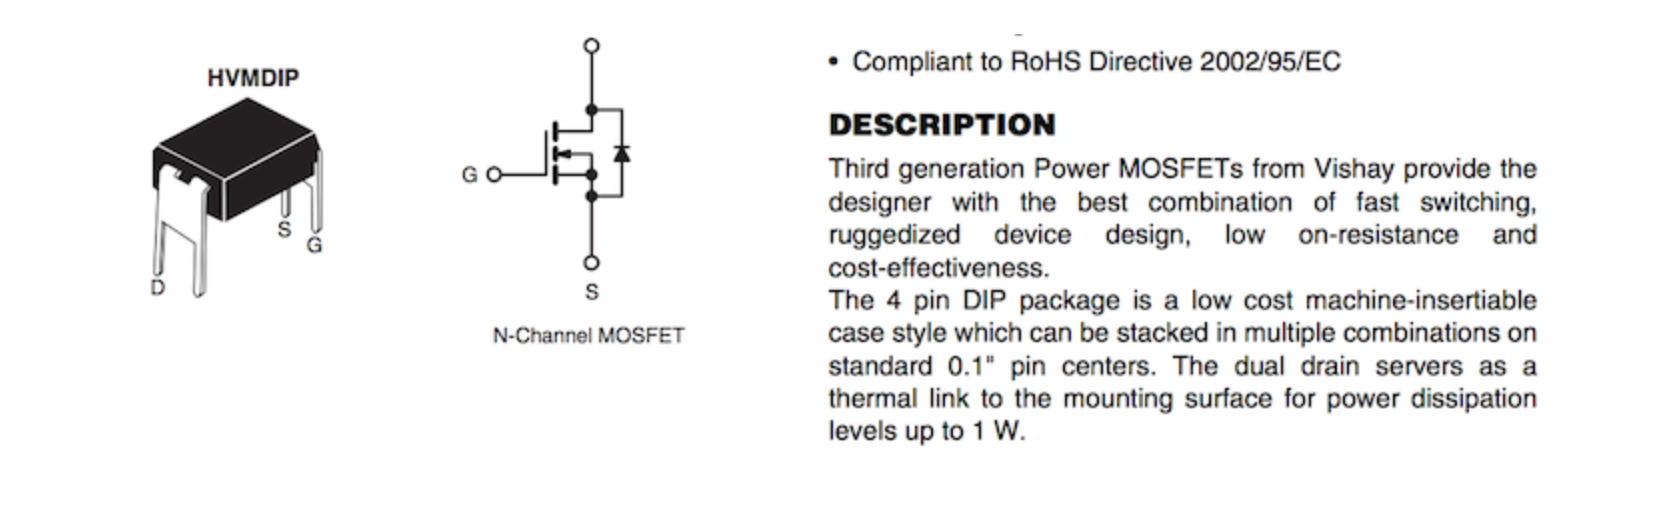 HVMDIP
D
S
G
G
S
N-Channel MOSFET
• Compliant to RoHS Directive 2002/95/EC
DESCRIPTION
Third generation Power MOSFETs from Vishay provide the
designer with the best combination of fast switching,
ruggedized device design, low on-resistance and
cost-effectiveness.
The 4 pin DIP package is a low cost machine-insertiable
case style which can be stacked in multiple combinations on
standard 0.1" pin centers. The dual drain servers as a
thermal link to the mounting surface for power dissipation
levels up to 1 W.